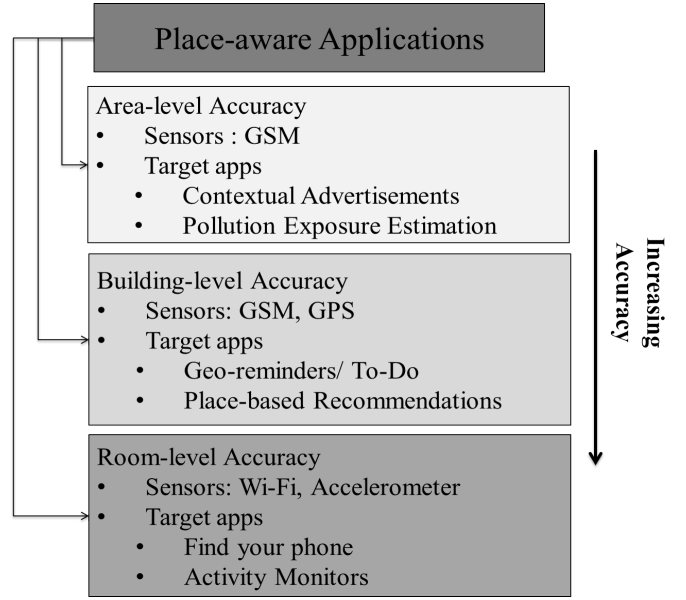 Place-aware Applications
Area-level Accuracy
• Sensors : GSM
• Target apps
• Contextual Advertisements
• Pollution Exposure Estimation
Building-level Accuracy
• Sensors: GSM, GPS
• Target apps
• Geo-reminders/ To-Do
• Place-based Recommendations
Room-level Accuracy
• Sensors: Wi-Fi, Accelerometer
• Target apps
• Find your phone
• Activity Monitors
Increasing
Accuracy